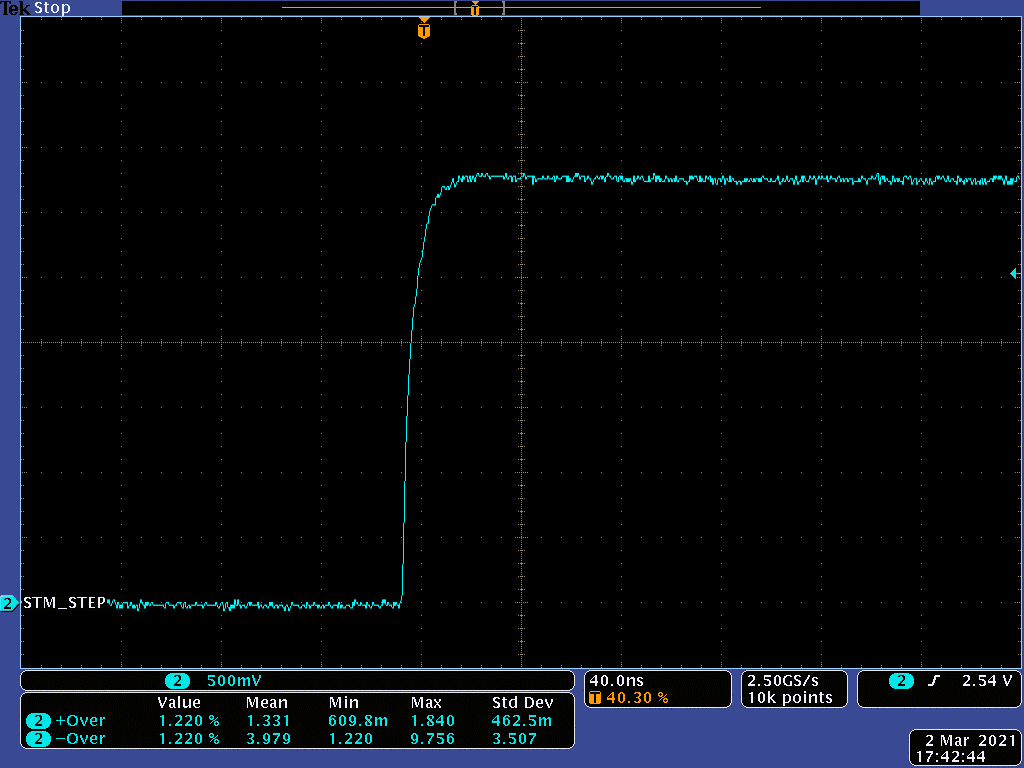 Tek Stop
T
T
2 STM_STEP
2 500mV
40.0ns
T 40.30 %
2.50GS/s
10k points
2 2.54 V
Value Mean Min Max Std Dev
2 +Over 1.220 % 1.331 609.8m 1.840 462.5m
2 −Over 1.220 % 3.979 1.220 9.756 3.507
2 Mar 2021
17:42:44